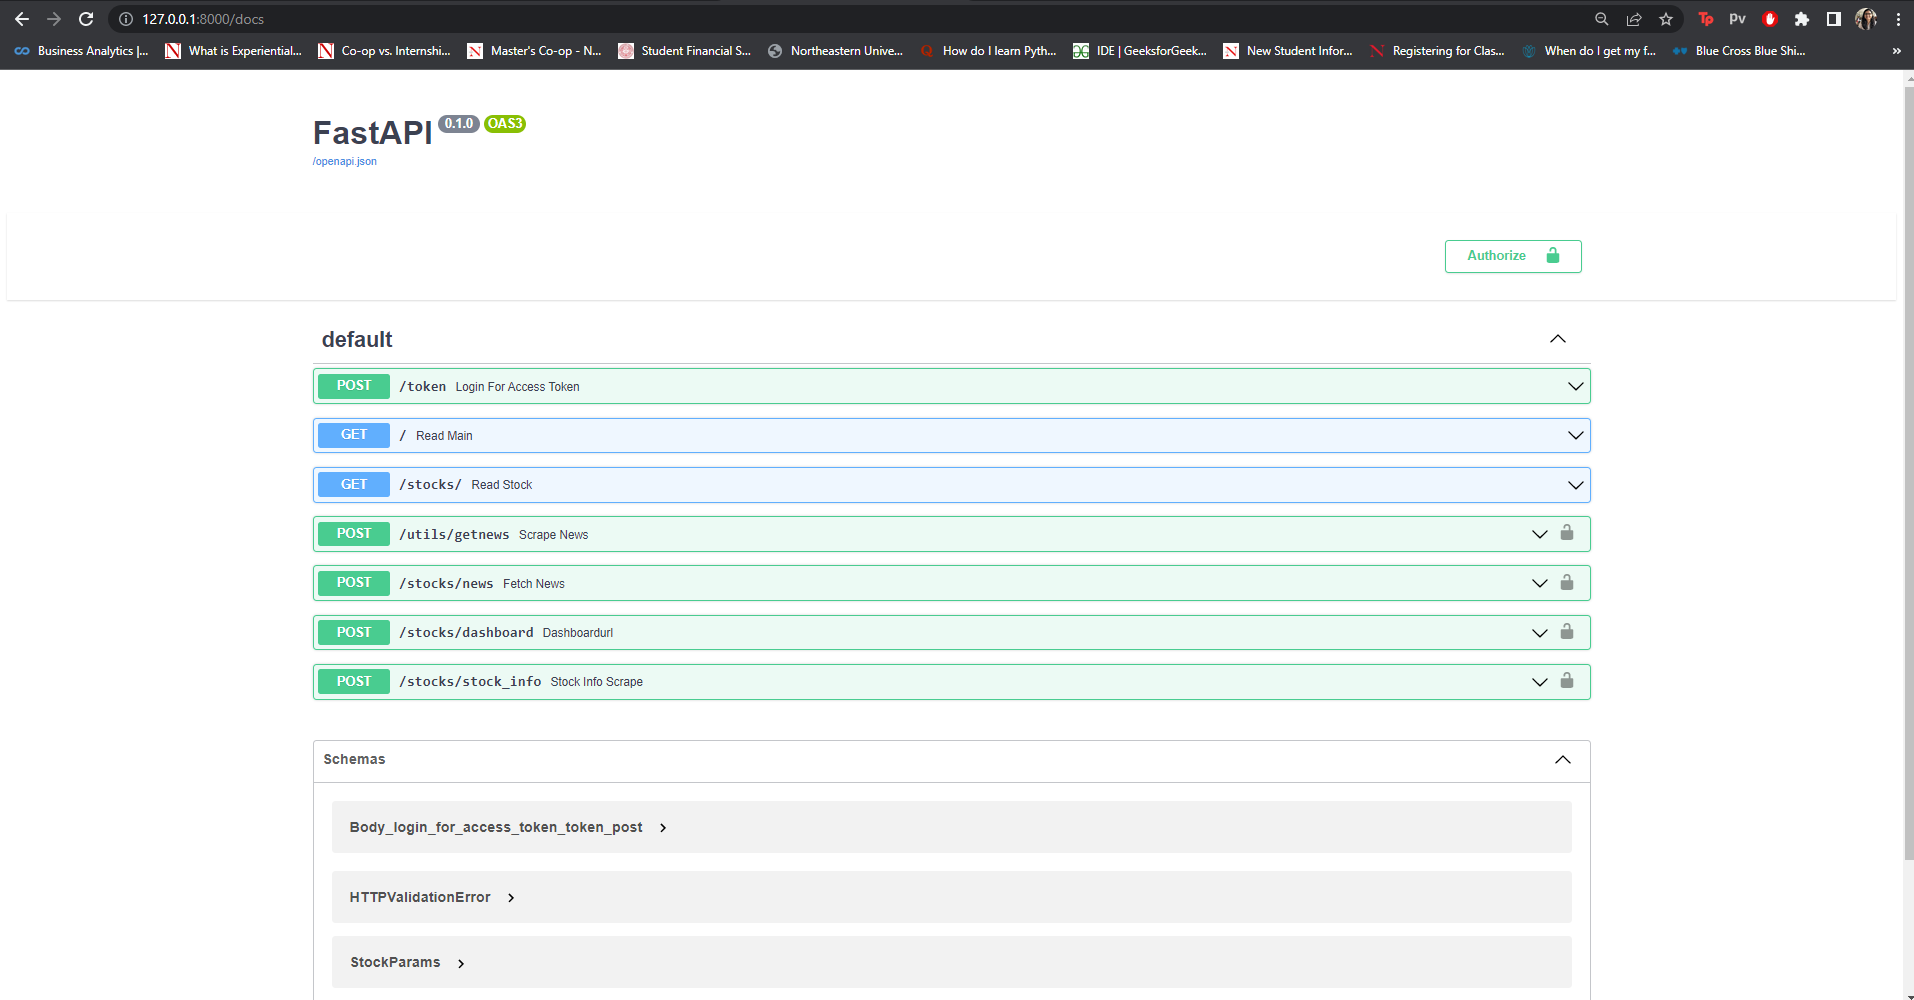 127.0.0.1:8000/docs
Tp
Pv
Business Analytics |...
What is Experiential...
Co-op vs. Internshi...
Master's Co-op - N...
Student Financial S...
Northeastern Unive...
How do I learn Pyth...
IDE | GeeksforGeek...
New Student Infor...
Registering for Clas...
When do I get my f...
Blue Cross Blue Shi...
»
FastAPI 0.1.0 OAS3
/openapi.json
Authorize
default
POST /token Login For Access Token
GET / Read Main
GET /stocks/ Read Stock
POST /utils/getnews Scrape News
POST /stocks/news Fetch News
POST /stocks/dashboard Dashboardurl
POST /stocks/stock_info Stock Info Scrape
Schemas
Body_login_for_access_token_token_post
HTTPValidationError
StockParams